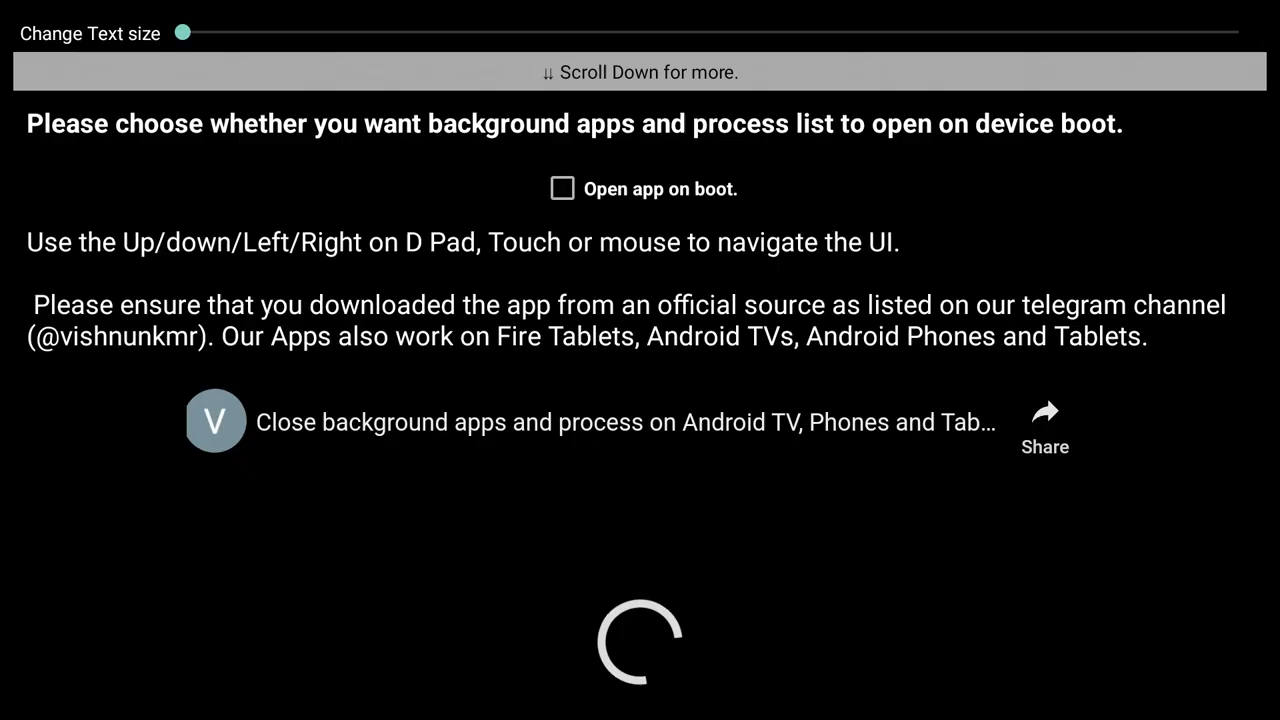 Change Text size
↓↓ Scroll Down for more.
Please choose whether you want background apps and process list to open on device boot.
Open app on boot.
Use the Up/down/Left/Right on D Pad, Touch or mouse to navigate the UI.
Please ensure that you downloaded the app from an official source as listed on our telegram channel
(@vishnunkmr). Our Apps also work on Fire Tablets, Android TVs, Android Phones and Tablets.
V
Close background apps and process on Android TV, Phones and Tab...
Share